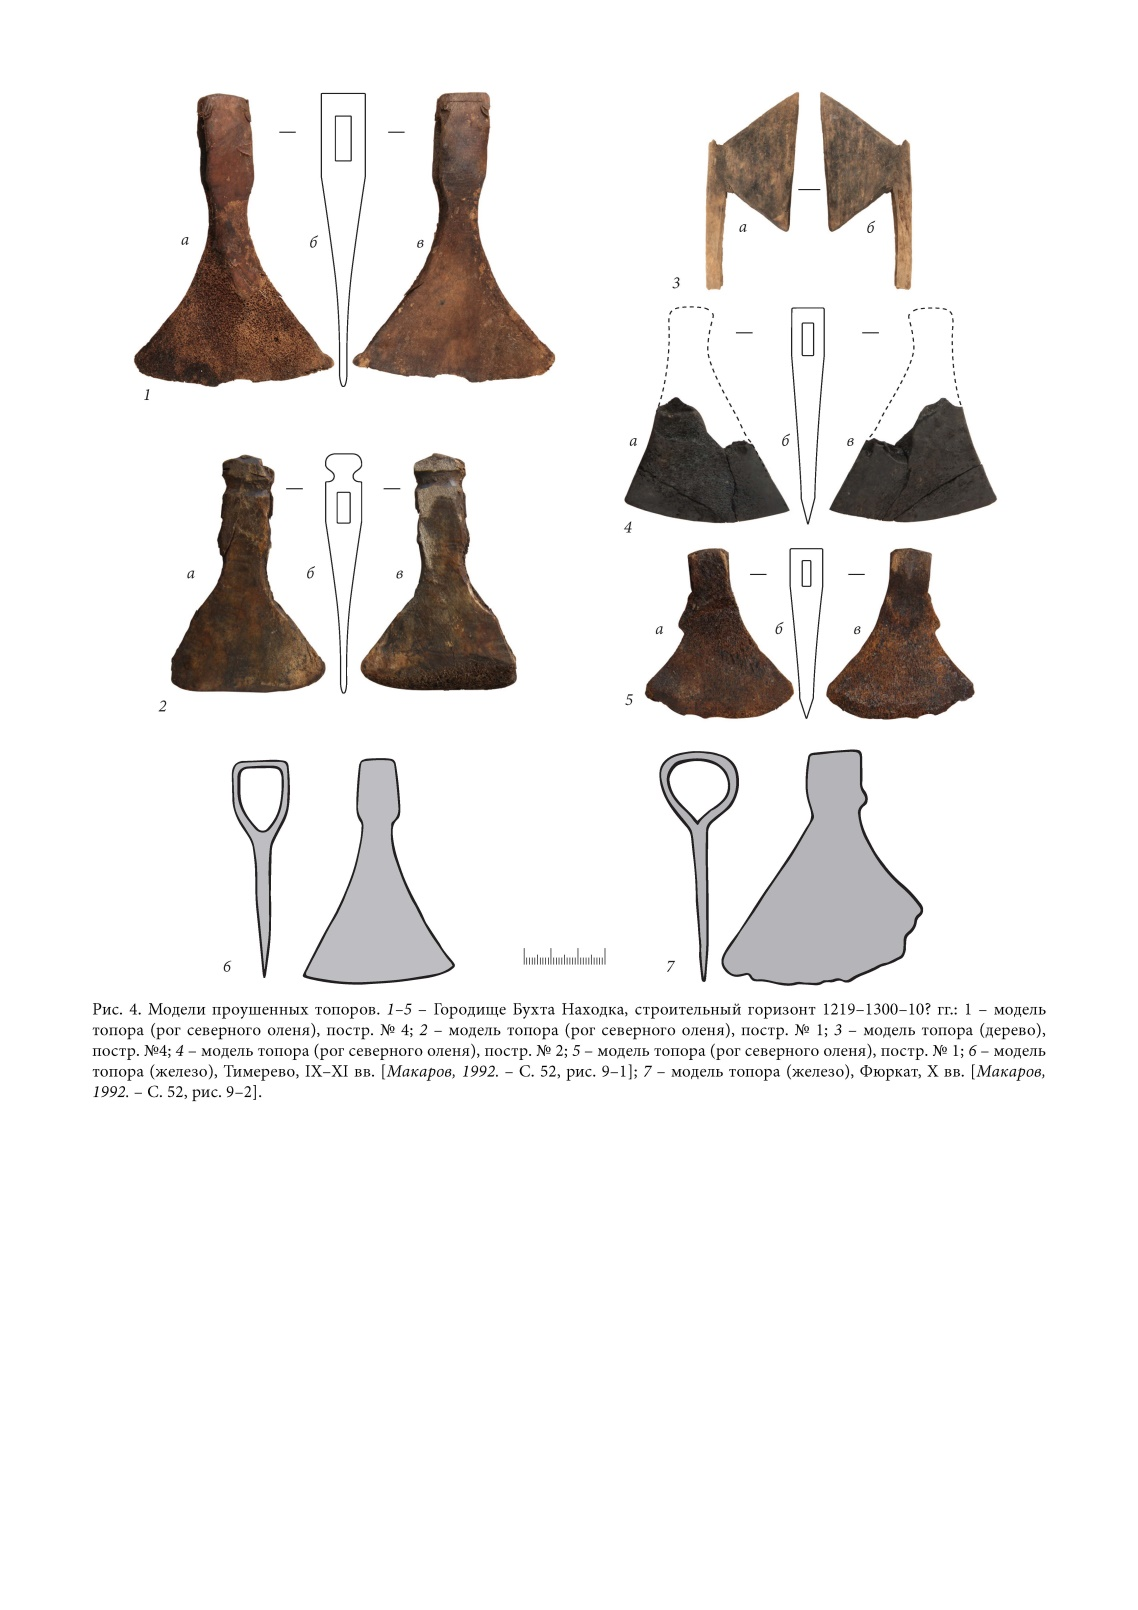 а
б
в
1
а
б
3
а
б
в
4
а
б
в
2
а
б
в
5
6
7
Рис. 4. Модели проушенных топоров. 1–5 – Городище Бухта Находка, строительный горизонт 1219–1300–10? гг.: 1 – модель
топора (рог северного оленя), постр. № 4; 2 – модель топора (рог северного оленя), постр. № 1; 3 – модель топора (дерево),
постр. №4; 4 – модель топора (рог северного оленя), постр. № 2; 5 – модель топора (рог северного оленя), постр. № 1; 6 – модель
топора (железо), Тимерево, IX–XI вв. [Макаров, 1992. – С. 52, рис. 9–1]; 7 – модель топора (железо), Фюркат, X вв. [Макаров,
1992. – С. 52, рис. 9–2].